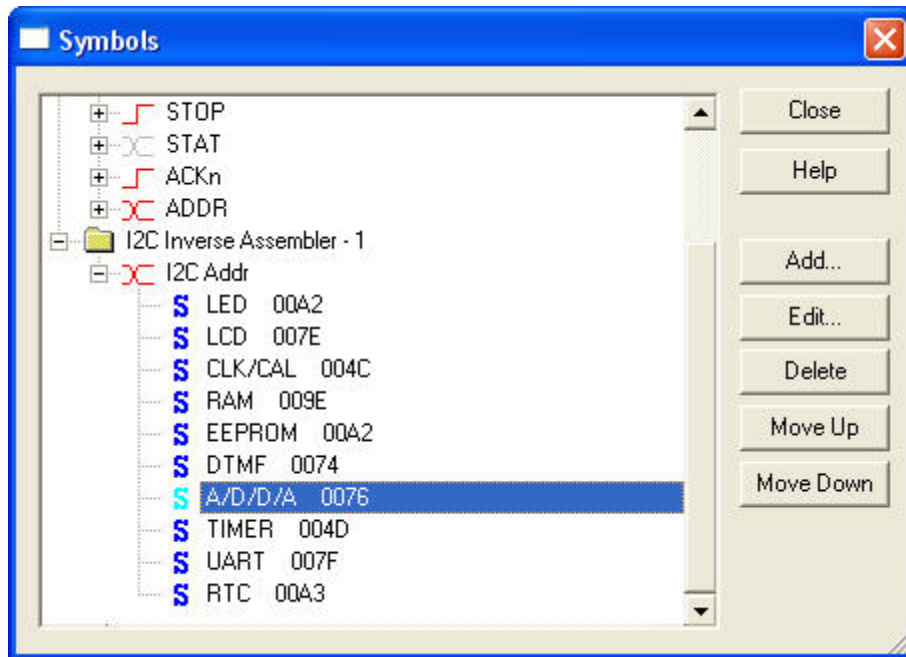 Symbols
STOP
STAT
ACKn
ADDR
I2C Inverse Assembler - 1
I2C Addr
LED 00A2
LCD 007E
CLK/CAL 004C
RAM 009E
EEPROM 00A2
DTMF 0074
A/D/D/A 0076
TIMER 004D
UART 007F
RTC 00A3
Close
Help
Add...
Edit...
Delete
Move Up
Move Down